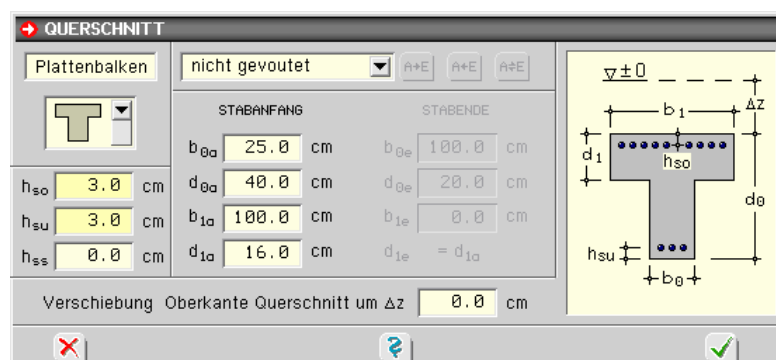 QUERSCHNITT
Plattenbalken
nicht gevoutet
A→E A←E A⇄E
STABANFANG STABENDE
b0a 25.0 cm b0e 100.0 cm
d0a 40.0 cm d0e 20.0 cm
b1a 100.0 cm b1e 0.0 cm
d1a 16.0 cm d1e = d1a
hso 3.0 cm
hsu 3.0 cm
hss 0.0 cm
Verschiebung Oberkante Querschnitt um Δz 0.0 cm
▽±0
Δz
b1
d1
hso
d0
hsu
b0